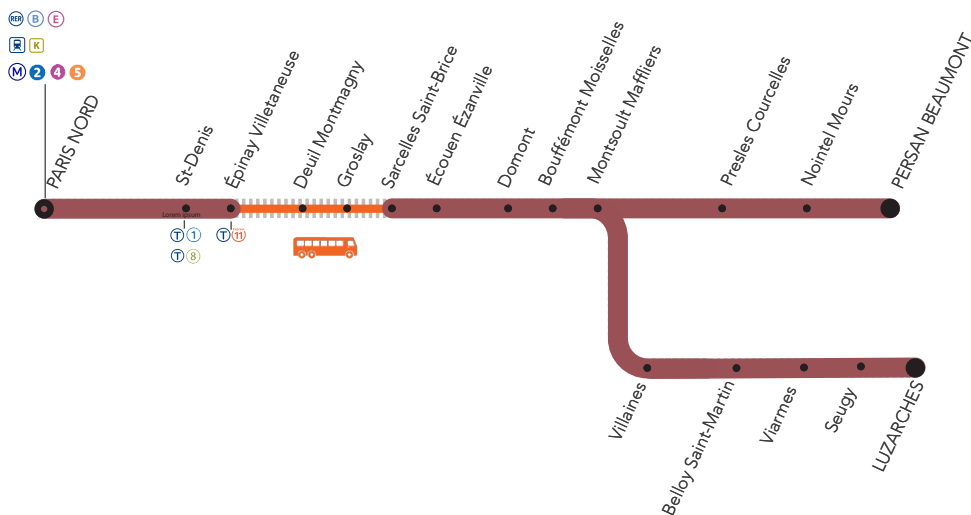 RER B E
K
M 2 4 5
PARIS NORD
St-Denis
Épinay Villetaneuse
Deuil Montmagny
Groslay
Sarcelles Saint-Brice
Écouen Ézanville
Domont
Bouffémont Moisselles
Montsoult Maffliers
Presles Courcelles
Nointel Mours
PERSAN BEAUMONT
Lorem ipsum
T 1
T 8
T 11
Villaines
Belloy Saint-Martin
Viarmes
Seugy
LUZARCHES